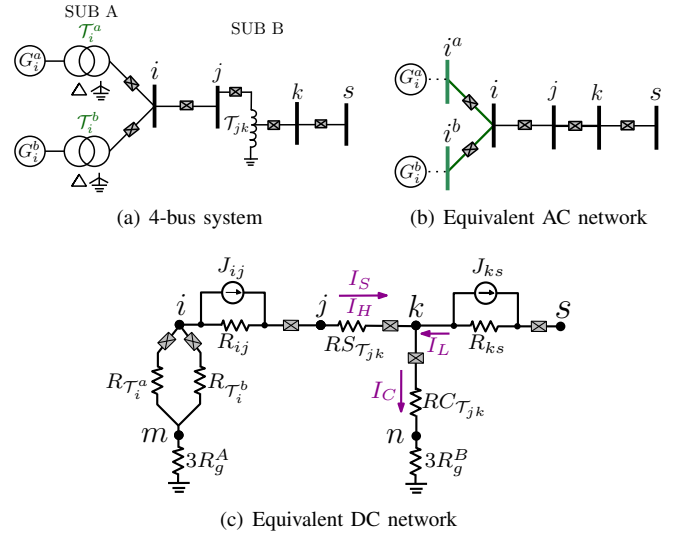 SUB A
SUB B
G_i^a
𝒯_i^a
i
j
k
s
𝒯_jk
G_i^b
𝒯_i^b
(a) 4-bus system
i^a
G_i^a
i^b
G_i^b
i
j
k
s
(b) Equivalent AC network
J_ij
I_S
J_ks
i
j
I_H
k
s
R_ij
RS_𝒯_jk
I_L
R_ks
R_𝒯_i^a
R_𝒯_i^b
I_C
RC_𝒯_jk
m
n
3R_g^A
3R_g^B
(c) Equivalent DC network